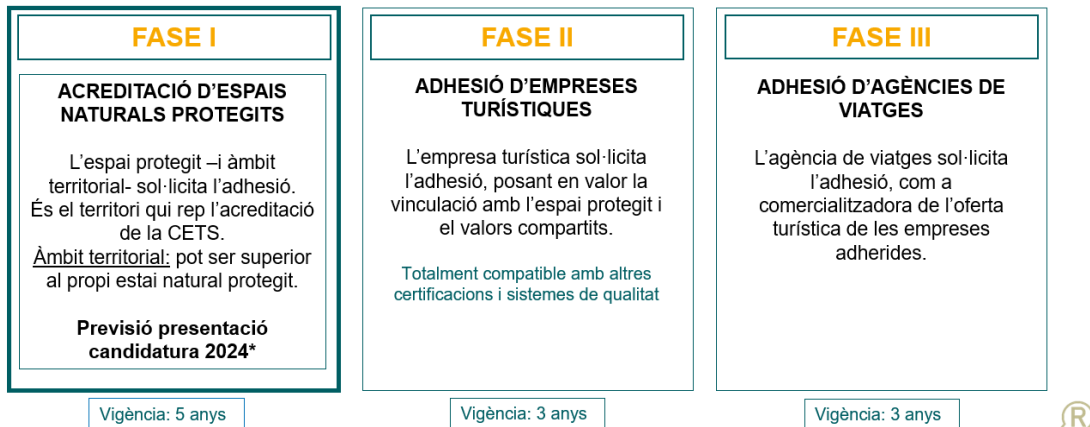 FASE I
ACREDITACIÓ D’ESPAIS
NATURALS PROTEGITS
L’espai protegit –i àmbit
territorial- sol·licita l’adhesió.
És el territori qui rep l’acreditació
de la CETS.
Àmbit territorial: pot ser superior
al propi estai natural protegit.
Previsió presentació
candidatura 2024*
Vigència: 5 anys
FASE II
ADHESIÓ D’EMPRESES
TURÍSTIQUES
L’empresa turística sol·licita
l’adhesió, posant en valor la
vinculació amb l’espai protegit i
el valors compartits.
Totalment compatible amb altres
certificacions i sistemes de qualitat
Vigència: 3 anys
FASE III
ADHESIÓ D’AGÈNCIES DE
VIATGES
L’agència de viatges sol·licita
l’adhesió, com a
comercialitzadora de l’oferta
turística de les empreses
adherides.
Vigència: 3 anys
®